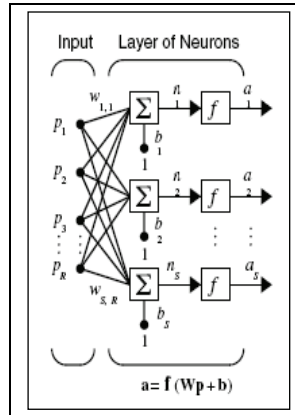 Input Layer of Neurons
w1,1 n1 a1
p1 Σ f
b1
1
p2 n2 a2
Σ f
p3 b2
1
pR nS aS
wS, R Σ f
bS
1
a= f (Wp+b)